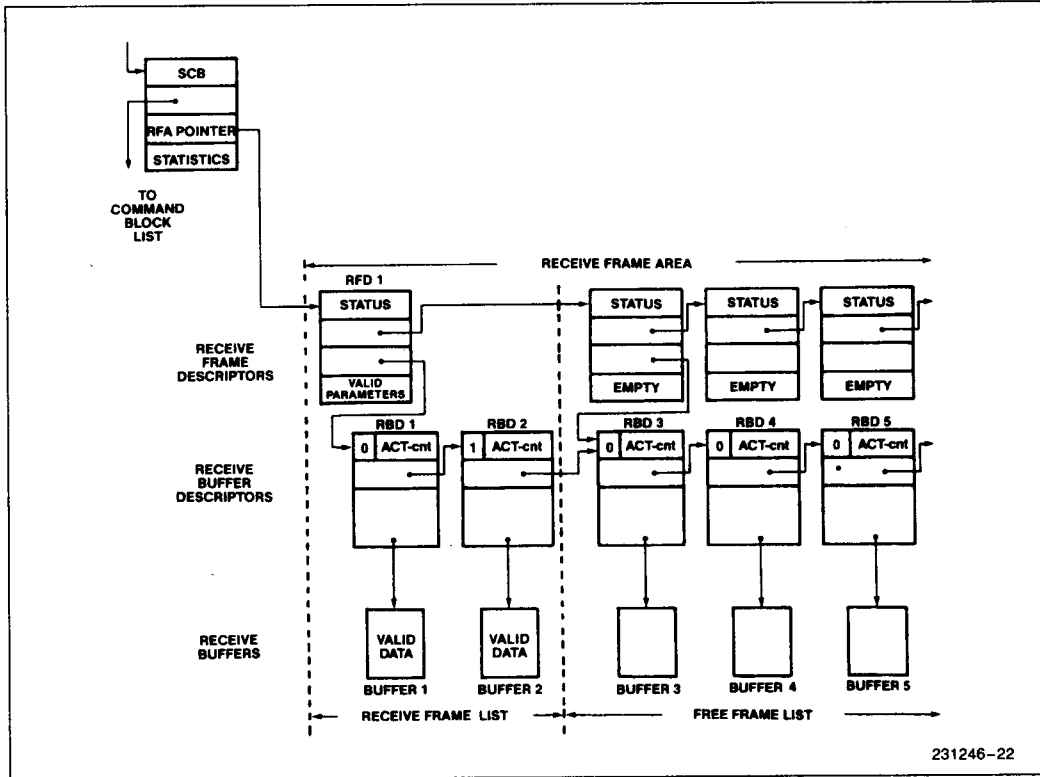 SCB
RFA POINTER
STATISTICS
TO
COMMAND
BLOCK
LIST
RECEIVE FRAME AREA
RFD 1
STATUS
STATUS
STATUS
STATUS
RECEIVE
FRAME
DESCRIPTORS
VALID
PARAMETERS
EMPTY
EMPTY
EMPTY
RBD 1
RBD 2
RBD 3
RBD 4
RBD 5
0 ACT-cnt
1 ACT-cnt
0 ACT-cnt
0 ACT-cnt
0 ACT-cnt
RECEIVE
BUFFER
DESCRIPTORS
RECEIVE
BUFFERS
VALID
DATA
VALID
DATA
BUFFER 1
BUFFER 2
BUFFER 3
BUFFER 4
BUFFER 5
RECEIVE FRAME LIST
FREE FRAME LIST
231246-22